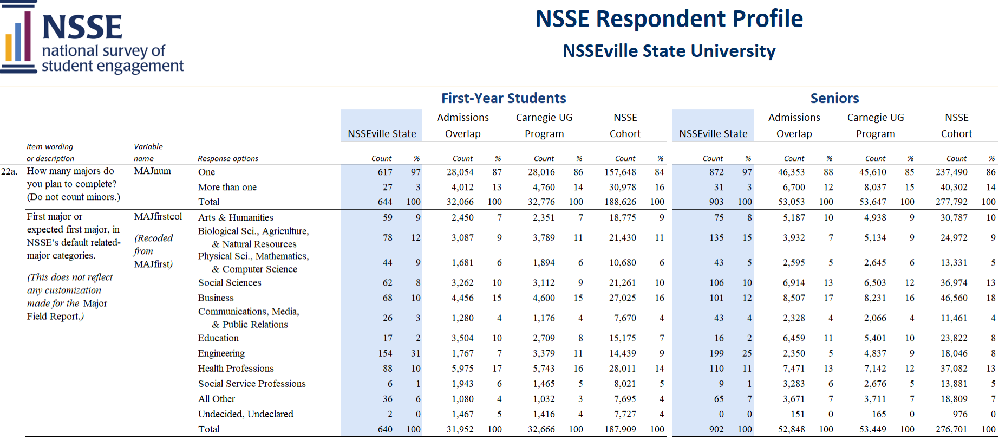 NSSE
national survey of
student engagement
NSSE Respondent Profile
NSSEville State University
First-Year Students Seniors
Admissions Carnegie UG NSSE Admissions Carnegie UG NSSE
NSSEville State Overlap Program Cohort NSSEville State Overlap Program Cohort
Item wording Variable
or description name Response options Count % Count % Count % Count % Count % Count % Count % Count %
22a. How many majors do MAJnum One 617 97 28,054 87 28,016 86 157,648 84 872 97 46,353 88 45,610 85 237,490 86
you plan to complete? More than one 27 3 4,012 13 4,760 14 30,978 16 31 3 6,700 12 8,037 15 40,302 14
(Do not count minors.) Total 644 100 32,066 100 32,776 100 188,626 100 903 100 53,053 100 53,647 100 277,792 100
First major or MAJfirstcol Arts & Humanities 59 9 2,450 7 2,351 7 18,775 9 75 8 5,187 10 4,938 9 30,787 10
expected first major, in Biological Sci., Agriculture,
NSSE's default related- (Recoded & Natural Resources 78 12 3,087 9 3,789 11 21,430 11 135 15 3,932 7 5,134 9 24,972 9
major categories. from Physical Sci., Mathematics,
MAJfirst) & Computer Science 44 9 1,681 6 1,894 6 10,680 6 43 5 2,595 5 2,645 6 13,331 5
(This does not reflect Social Sciences 62 8 3,262 10 3,112 9 21,261 10 106 10 6,914 13 6,503 12 36,974 13
any customization Business 68 10 4,456 15 4,600 15 27,025 16 101 12 8,507 17 8,231 16 46,560 18
made for the Major Communications, Media,
Field Report.) & Public Relations 26 3 1,280 4 1,176 4 7,670 4 43 4 2,328 4 2,066 4 11,461 4
Education 17 2 3,504 10 2,709 8 15,175 7 16 2 6,459 11 5,401 10 23,822 8
Engineering 154 31 1,767 7 3,379 11 14,439 9 199 25 2,350 5 4,837 9 18,046 8
Health Professions 88 10 5,975 17 5,743 16 28,011 14 110 11 7,471 13 7,142 12 37,082 13
Social Service Professions 6 1 1,943 6 1,465 5 8,021 5 9 1 3,283 6 2,676 5 13,881 5
All Other 36 6 1,080 4 1,032 3 7,695 4 65 7 3,671 7 3,711 7 18,809 7
Undecided, Undeclared 2 0 1,467 5 1,416 4 7,727 4 0 0 151 0 165 0 976 0
Total 640 100 31,952 100 32,666 100 187,909 100 902 100 52,848 100 53,449 100 276,701 100